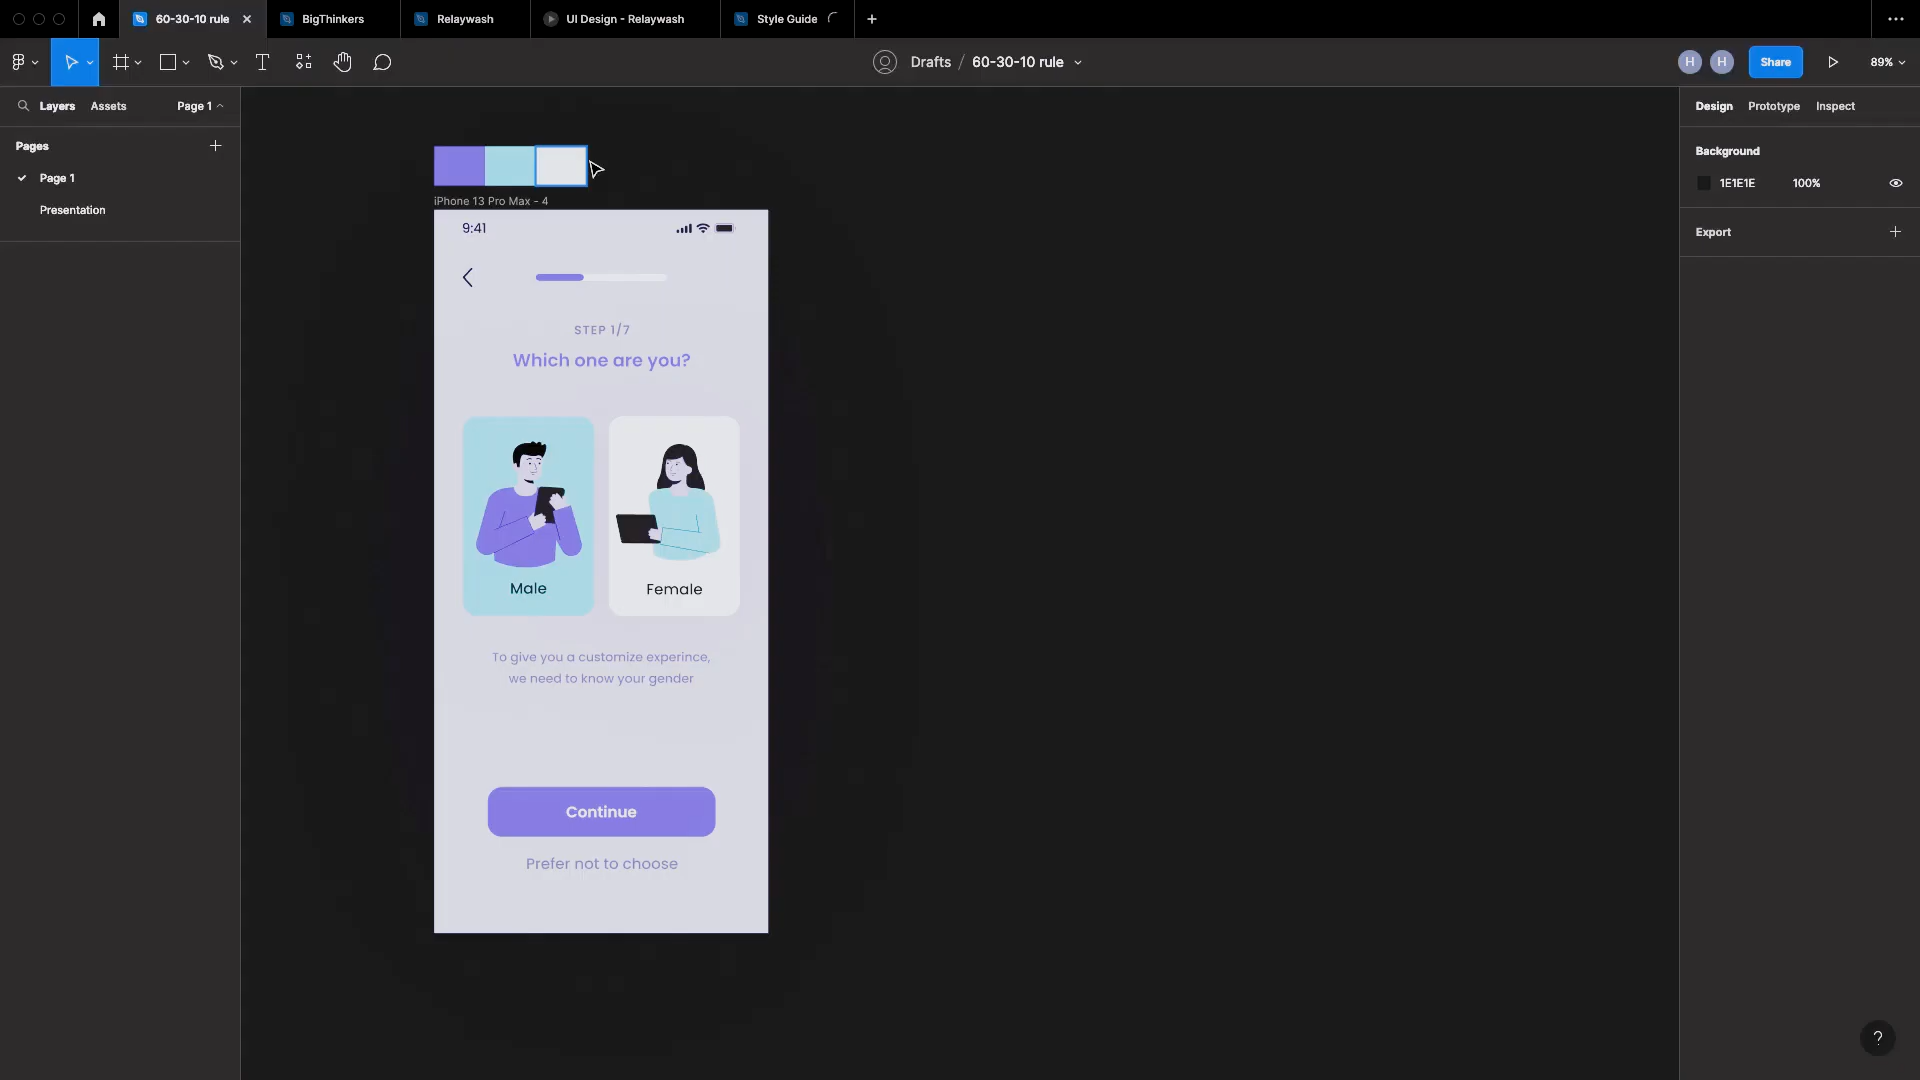 60-30-10 rule
BigThinkers
Relaywash
UI Design - Relaywash
Style Guide
Drafts / 60-30-10 rule
H
H
Share
89%
Layers
Assets
Page 1
Design
Prototype
Inspect
Pages
Page 1
Presentation
Background
1E1E1E
100%
Export
iPhone 13 Pro Max - 4
9:41
STEP 1/7
Which one are you?
Male
Female
To give you a customize experince,
we need to know your gender
Continue
Prefer not to choose
?